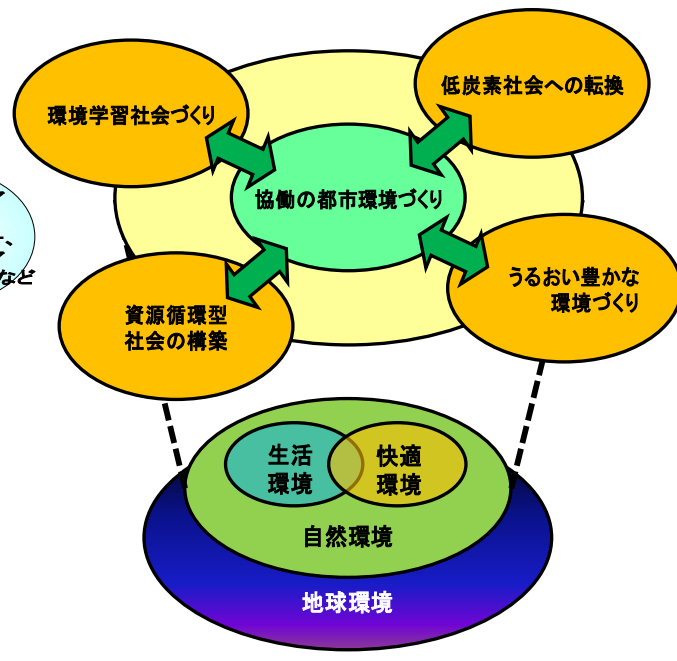 低炭素社会への転換
環境学習社会づくり
協働の都市環境づくり
など
うるおい豊かな
環境づくり
資源循環型
社会の構築
生活
環境
快適
環境
自然環境
地球環境